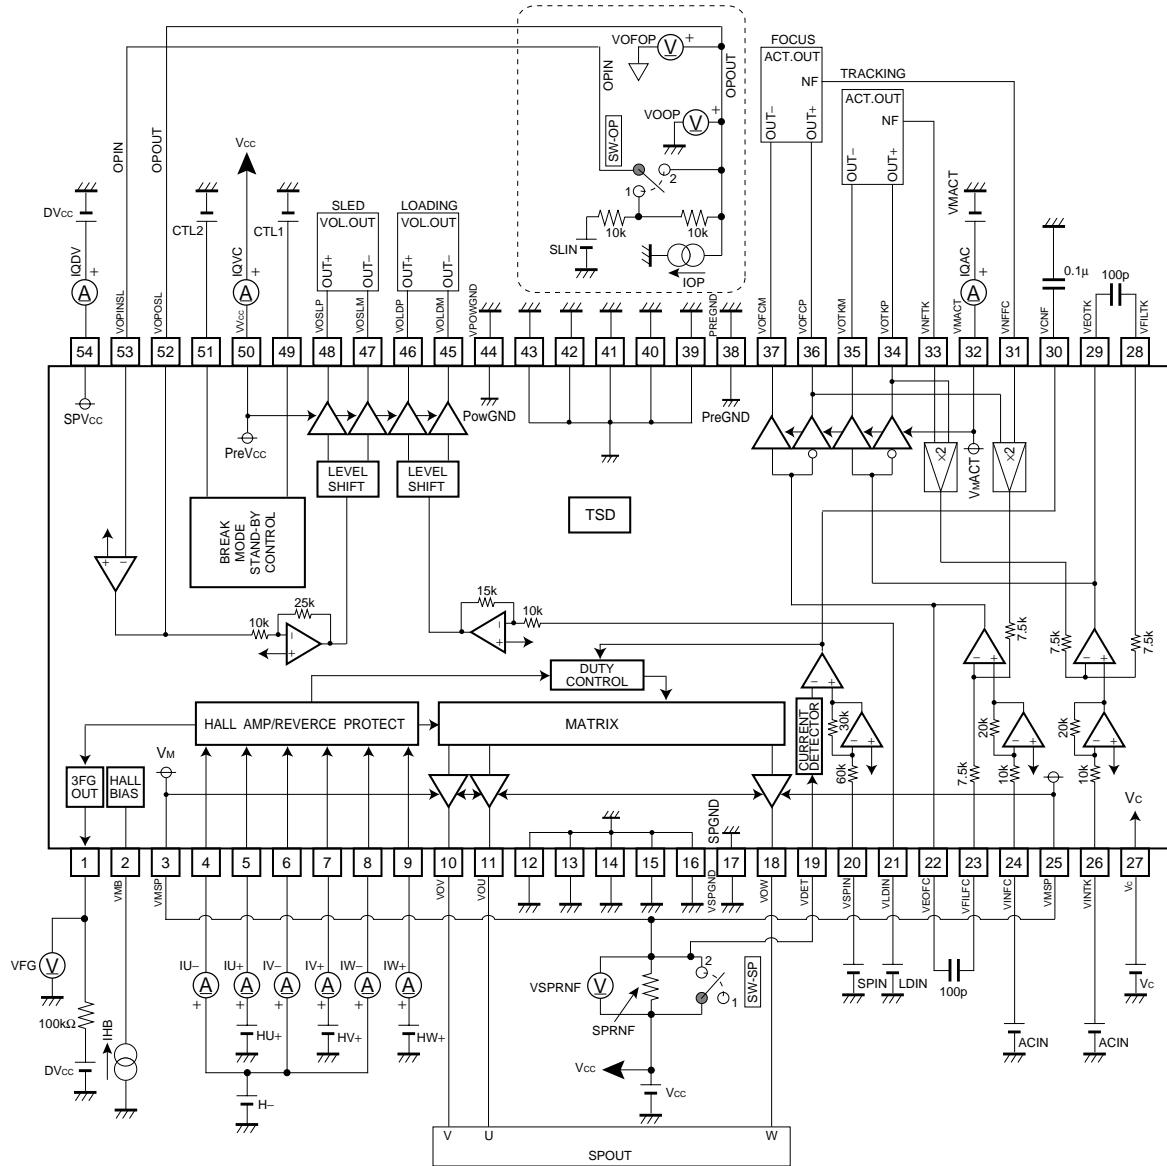 VOFOP
V
+
FOCUS
ACT.OUT
NF
TRACKING
ACT.OUT
NF
OPIN
OPOUT
OUT−
OUT+
OUT−
OUT+
VOOP
V
+
SW-OP
1
2
10k
10k
SLIN
IOP
OPIN
OPOUT
Vcc
DVcc
CTL2
CTL1
SLED
VOL.OUT
LOADING
VOL.OUT
OUT+
OUT−
OUT+
OUT−
VMACT
IQDV
A
+
IQVC
A
+
IQAC
A
+
0.1μ
100p
VOPINSL
VOPOSL
VVcc
VOSLP
VOSLM
VOLDP
VOLDM
VPOWGND
PREGND
VOFCM
VOFCP
VOTKM
VOTKP
VNFTK
VMACT
VNFFC
VCNF
VEOTK
VFILTK
54
53
52
51
50
49
48
47
46
45
44
43
42
41
40
39
38
37
36
35
34
33
32
31
30
29
28
SPVcc
PreVcc
PowGND
PreGND
×2
VMACT
×2
LEVEL SHIFT
LEVEL SHIFT
BREAK MODE STAND-BY CONTROL
TSD
+ −
10k
25k
−
+
15k
10k
−
+
7.5k
7.5k
7.5k
− +
− +
− +
DUTY CONTROL
HALL AMP/REVERCE PROTECT
MATRIX
CURRENT DETECTOR
30k
60k
− +
20k
10k
− +
7.5k
20k
10k
− +
VM
3FG OUT
HALL BIAS
SPGND
VC
1
2
3
4
5
6
7
8
9
10
11
12
13
14
15
16
17
18
19
20
21
22
23
24
25
26
27
VMB
VMSP
VOV
VOU
VSPGND
VOW
VDET
VSPIN
VLDIN
VEOFC
VFILFC
VINFC
VMSP
VINTK
Vc
VFG
V
IU−
IU+
IV−
IV+
IW−
IW+
A
A
A
A
A
A
+
+
+
+
+
+
100kΩ
DVcc
IHB
HU+
HV+
HW+
H−
VSPRNF
V
SPRNF
2
1
SW-SP
SPIN
LDIN
100p
ACIN
ACIN
Vc
Vcc
Vcc
V
U
W
SPOUT